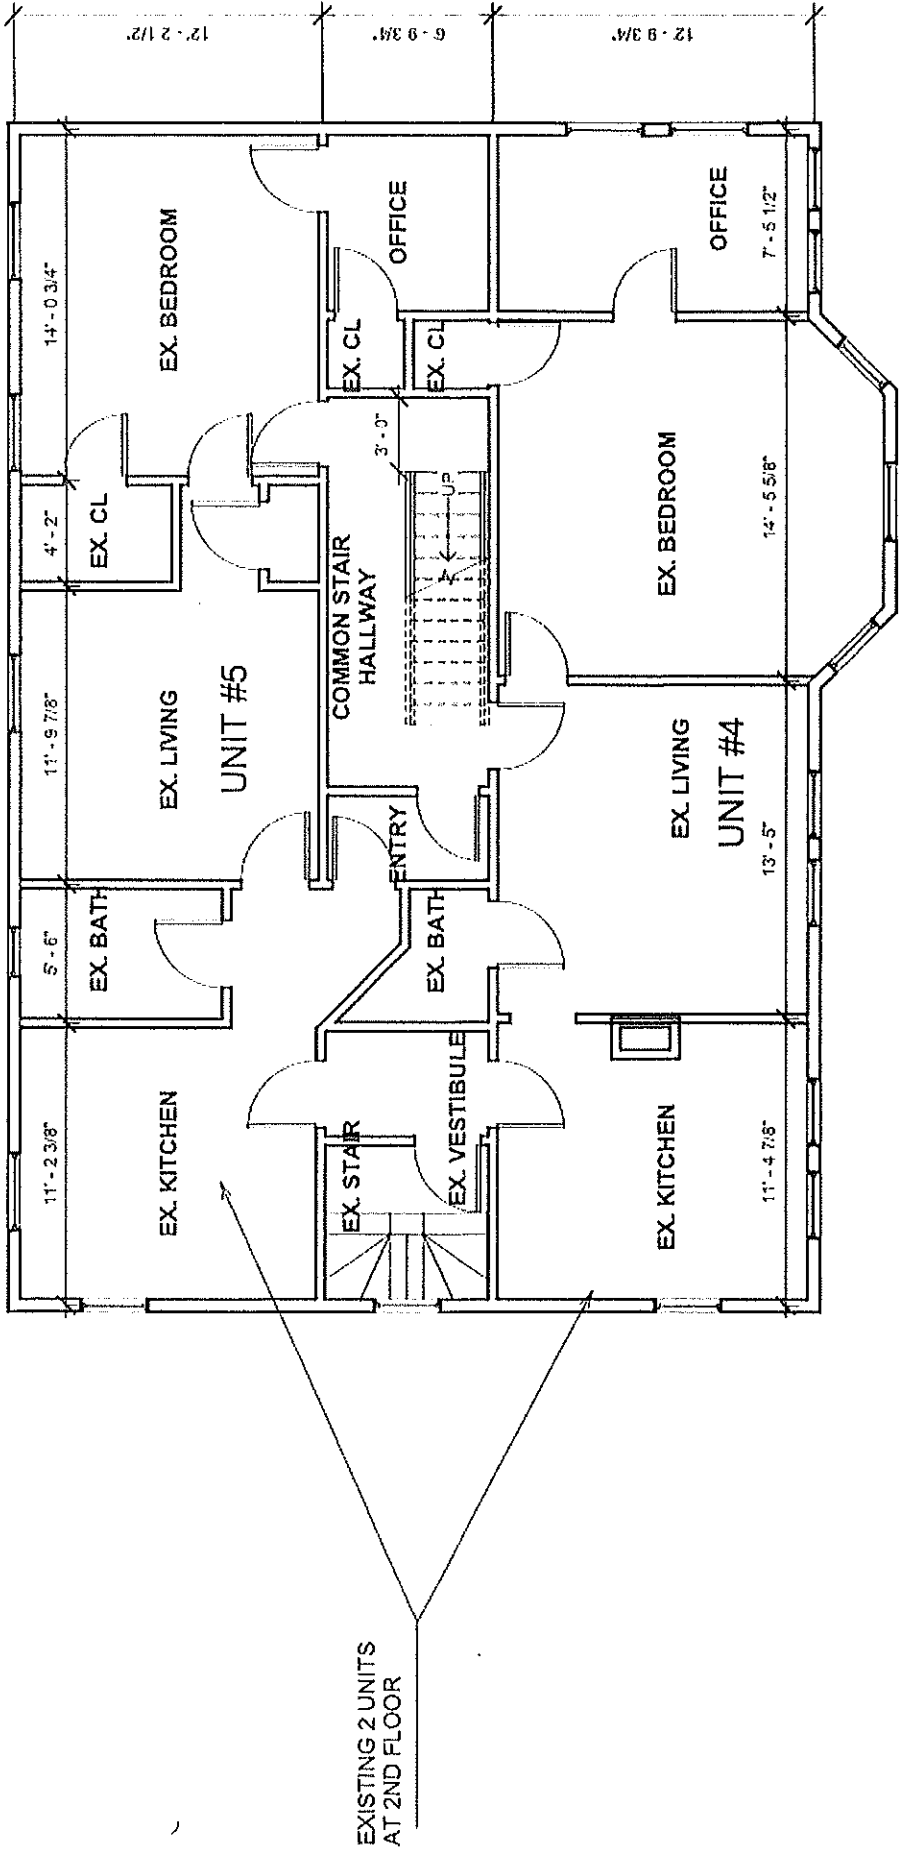 11' - 2 3/8"
5' - 6"
11' - 9 7/8"
4' - 2"
14' - 0 3/4"
12' - 2 1/2"
EX. BATH
EX. CL
EX. KITCHEN
EX. LIVING
EX. BEDROOM
UNIT #5
EX. STAIR
COMMON STAIR
HALLWAY
EX. CL
OFFICE
3' - 0"
6' - 9 3/4"
EXISTING 2 UNITS
AT 2ND FLOOR
ENTRY
EX. VESTIBULE
EX. BATH
UP
EX. CL
EX. KITCHEN
EX. LIVING
EX. BEDROOM
OFFICE
12' - 9 3/4"
UNIT #4
11' - 4 7/8"
13' - 5"
14' - 5 5/8"
7' - 5 1/2"